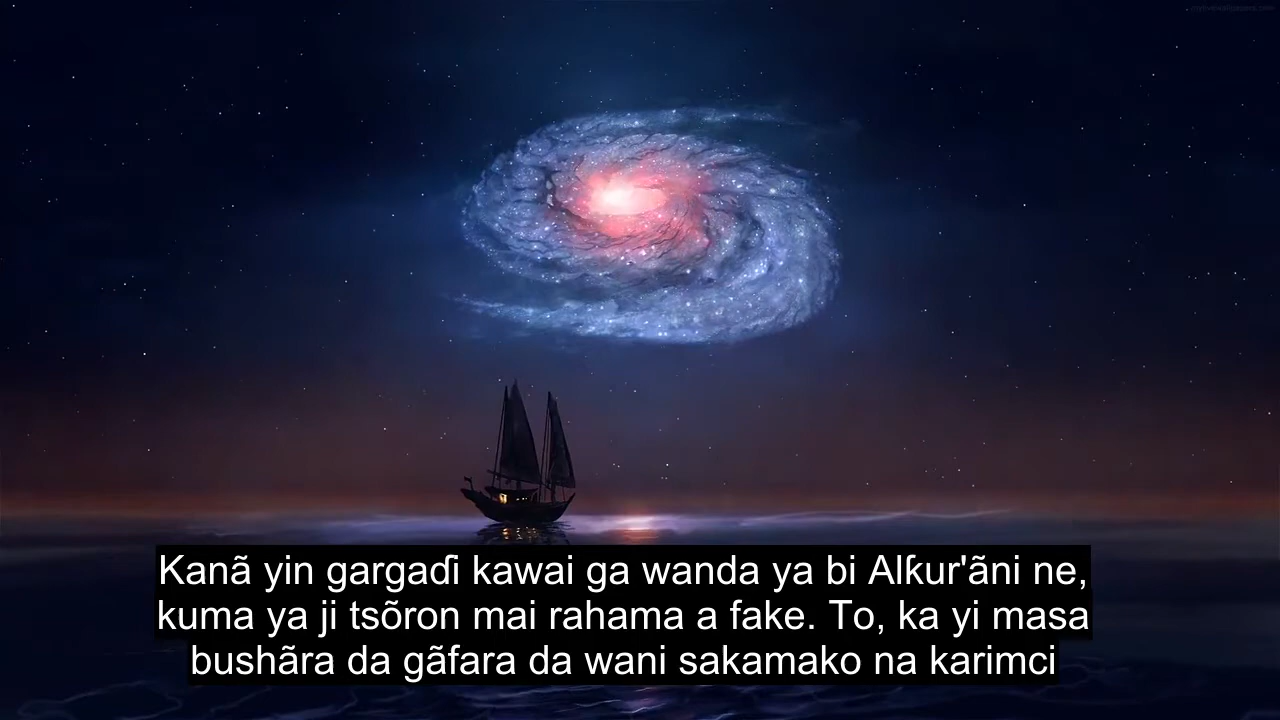 Kanã yin gargaɗi kawai ga wanda ya bi Alƙur'ãni ne,
kuma ya ji tsõron mai rahama a fake. To, ka yi masa
bushãra da gãfara da wani sakamako na karimci